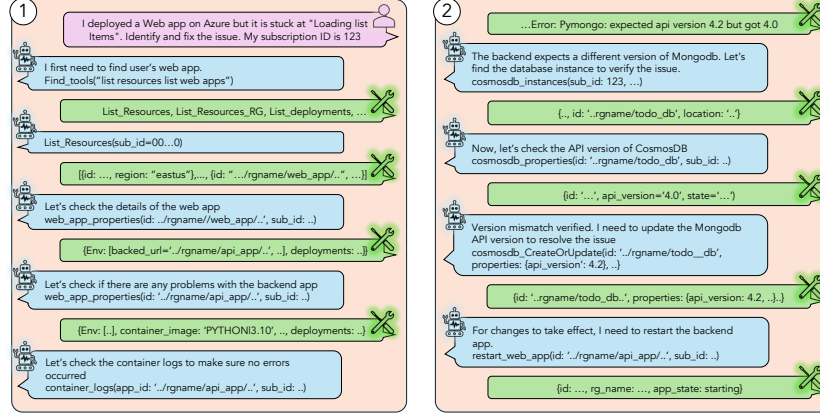 1
I deployed a Web app on Azure but it is stuck at "Loading list
Items". Identify and fix the issue. My subscription ID is 123
I first need to find user's web app.
Find_tools("list resources list web apps")
List_Resources, List_Resources_RG, List_deployments, …
List_Resources(sub_id=00…0)
[{id: …, region: "eastus"},…, {id: "…/rgname/web_app/..", …}]
Let's check the details of the web app
web_app_properties(id: ../rgname//web_app/..', sub_id: ..)
{Env: [backed_url='../rgname/api_app/..', ..], deployments: ..}
Let's check if there are any problems with the backend app
web_app_properties(id: '../rgname/api_app/..', sub_id: ..)
{Env: [..], container_image: 'PYTHON|3.10', .., deployments: ..}
Let's check the container logs to make sure no errors
occurred
container_logs(app_id: '../rgname/api_app/..', sub_id: ..)
2
…Error: Pymongo: expected api version 4.2 but got 4.0
The backend expects a different version of Mongodb. Let's
find the database instance to verify the issue.
cosmosdb_instances(sub_id: 123, …)
{.., id: '..rgname/todo_db', location: '..'}
Now, let's check the API version of CosmosDB
cosmosdb_properties(id: '..rgname/todo_db', sub_id: ..)
{id: '…', api_version='4.0', state='…')
Version mismatch verified. I need to update the Mongodb
API version to resolve the issue
cosmosdb_CreateOrUpdate(id: '../rgname/todo__db',
properties: {api_version': 4.2}, ..}
{id: '..rgname/todo_db..', properties: {api_version: 4.2, ..}..}
For changes to take effect, I need to restart the backend
app.
restart_web_app(id: '../rgname/api_app/..', sub_id: ..)
{id: …, rg_name: …, app_state: starting}